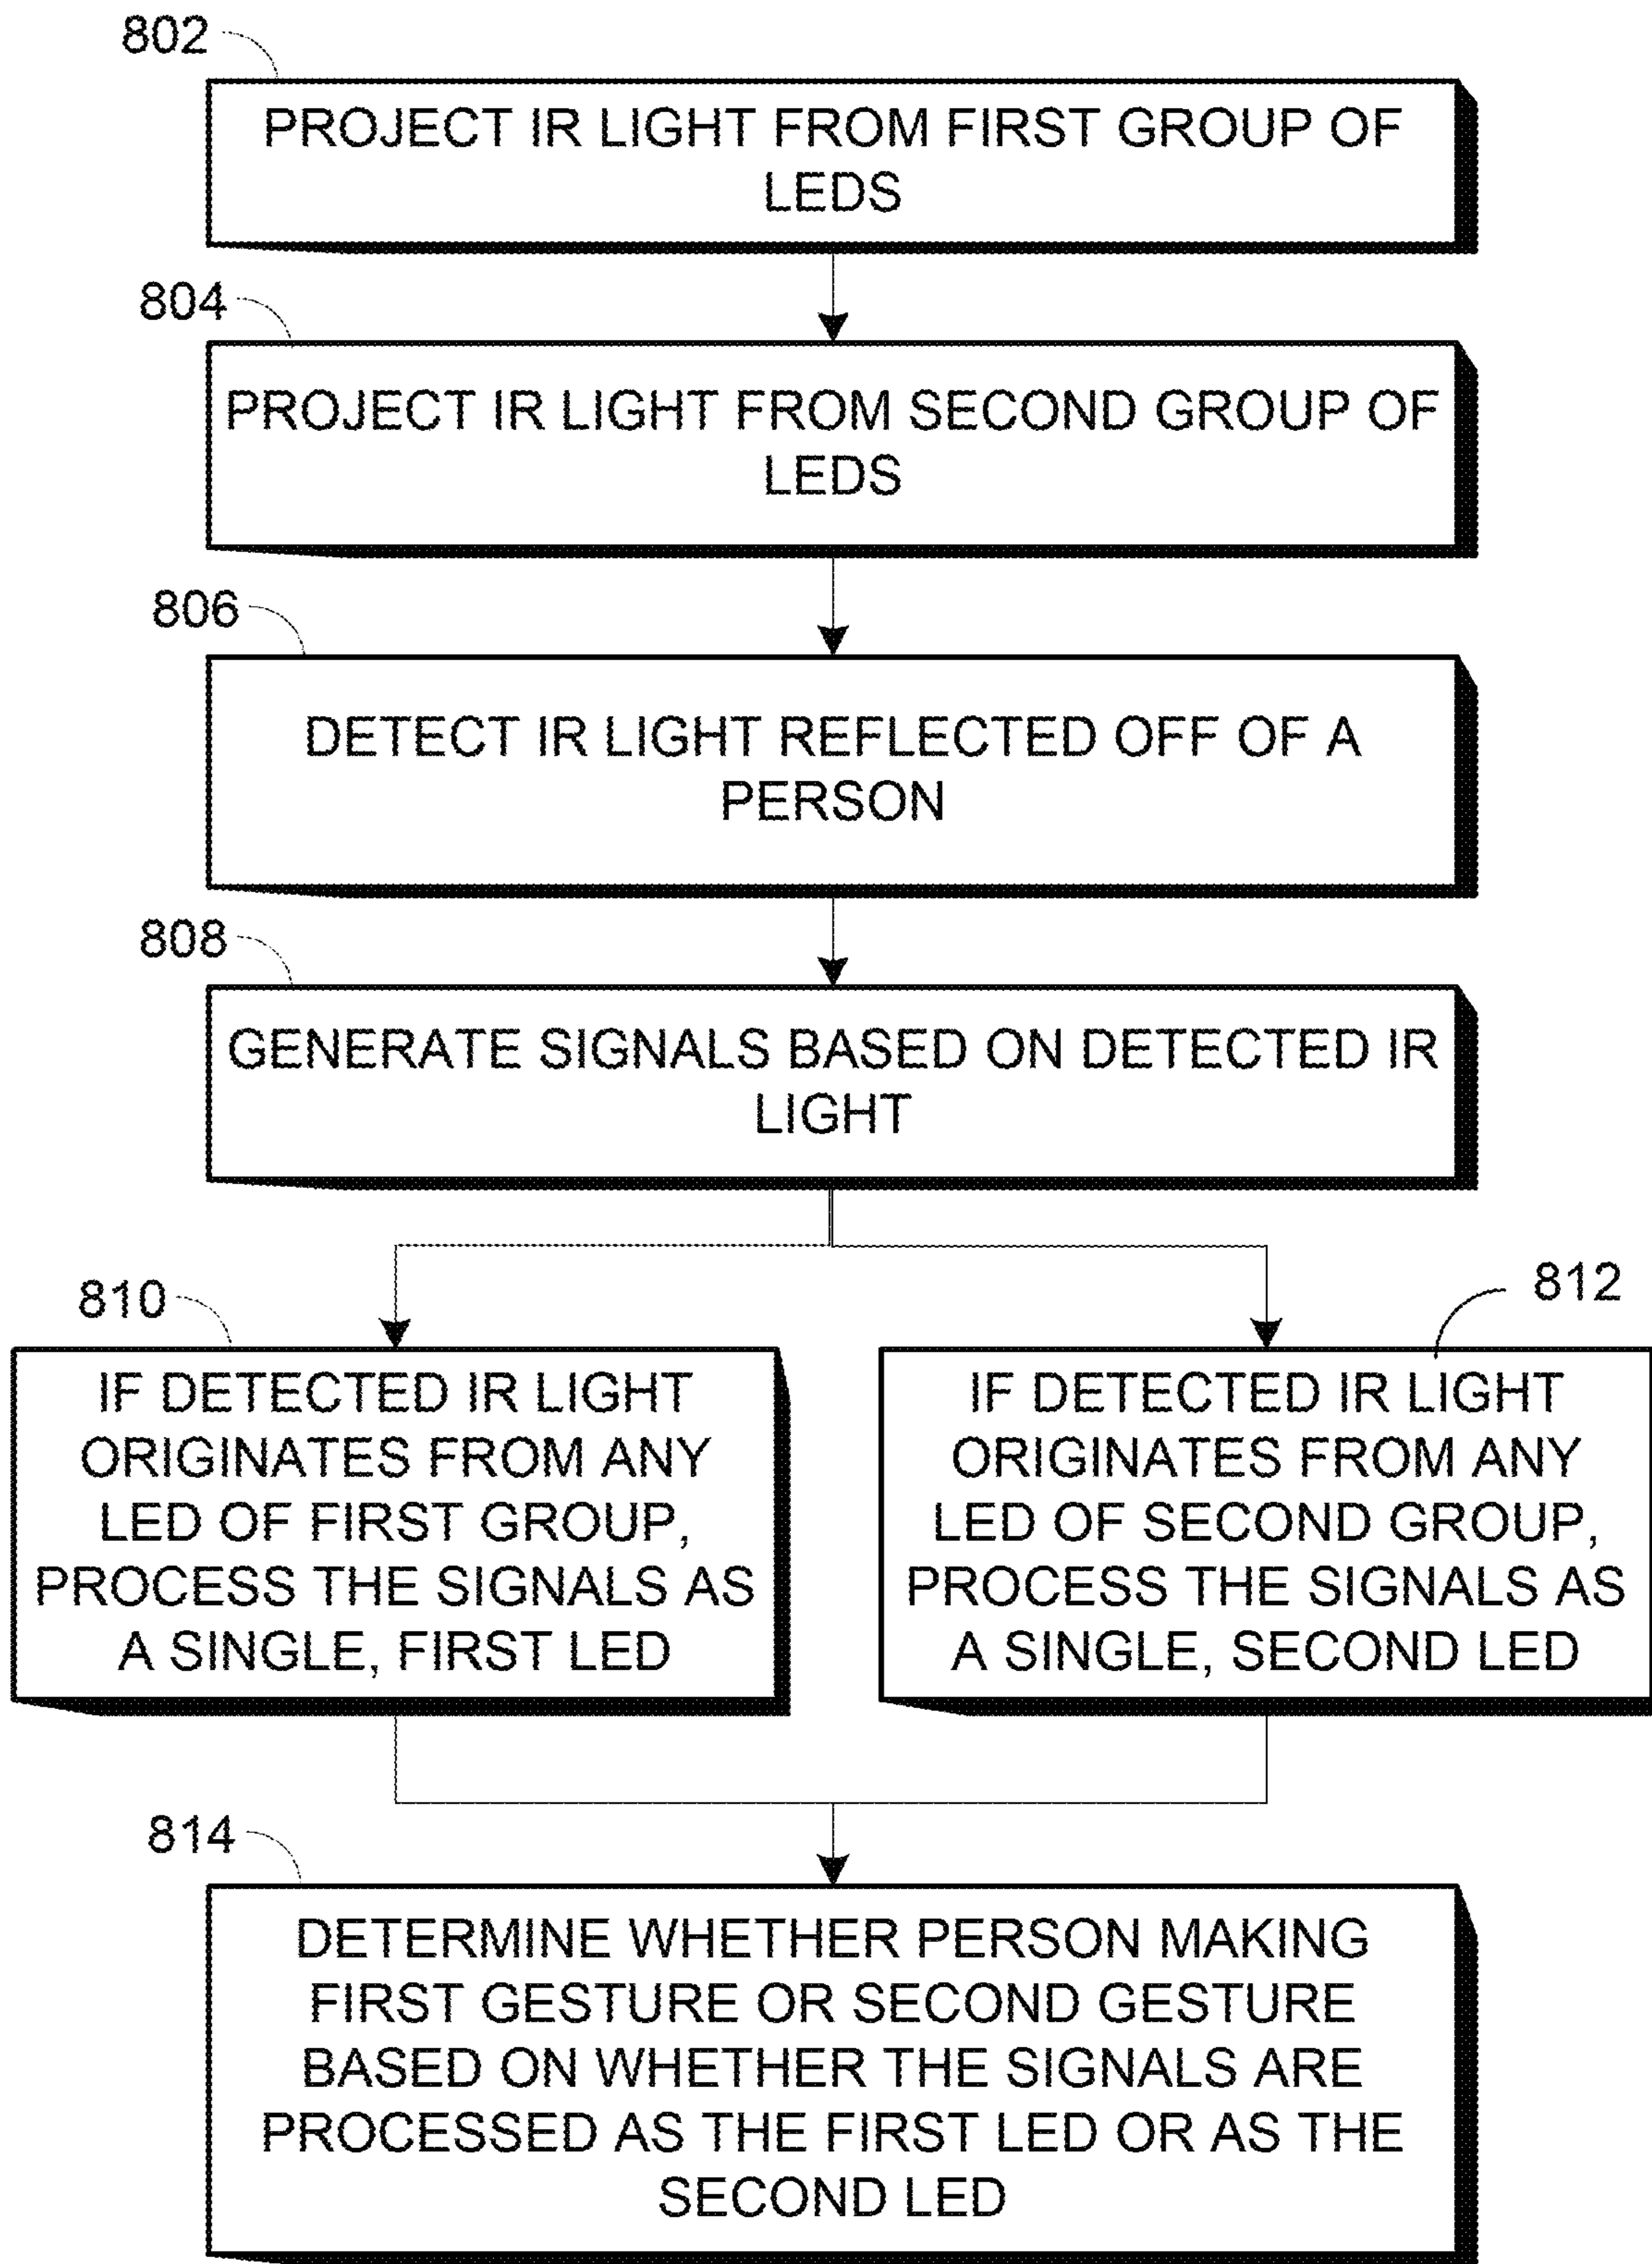 802
PROJECT IR LIGHT FROM FIRST GROUP OF
LEDS
804
PROJECT IR LIGHT FROM SECOND GROUP OF
LEDS
806
DETECT IR LIGHT REFLECTED OFF OF A
PERSON
808
GENERATE SIGNALS BASED ON DETECTED IR
LIGHT
810
IF DETECTED IR LIGHT
ORIGINATES FROM ANY
LED OF FIRST GROUP,
PROCESS THE SIGNALS AS
A SINGLE, FIRST LED
812
IF DETECTED IR LIGHT
ORIGINATES FROM ANY
LED OF SECOND GROUP,
PROCESS THE SIGNALS AS
A SINGLE, SECOND LED
814
DETERMINE WHETHER PERSON MAKING
FIRST GESTURE OR SECOND GESTURE
BASED ON WHETHER THE SIGNALS ARE
PROCESSED AS THE FIRST LED OR AS THE
SECOND LED